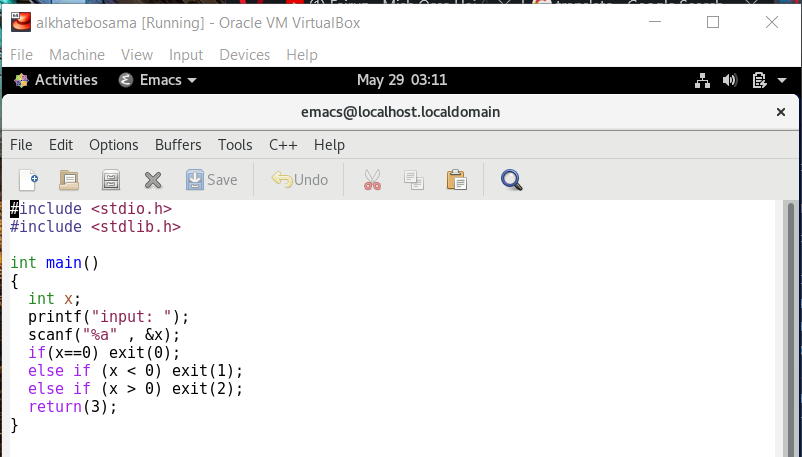 alkhatebosama [Running] - Oracle VM VirtualBox
File Machine View Input Devices Help
Activities Emacs May 29 03:11
emacs@localhost.localdomain
File Edit Options Buffers Tools C++ Help
Save Undo
#include <stdio.h>
#include <stdlib.h>
int main()
{
int x;
printf("input: ");
scanf("%a" , &x);
if(x==0) exit(0);
else if (x < 0) exit(1);
else if (x > 0) exit(2);
return(3);
}